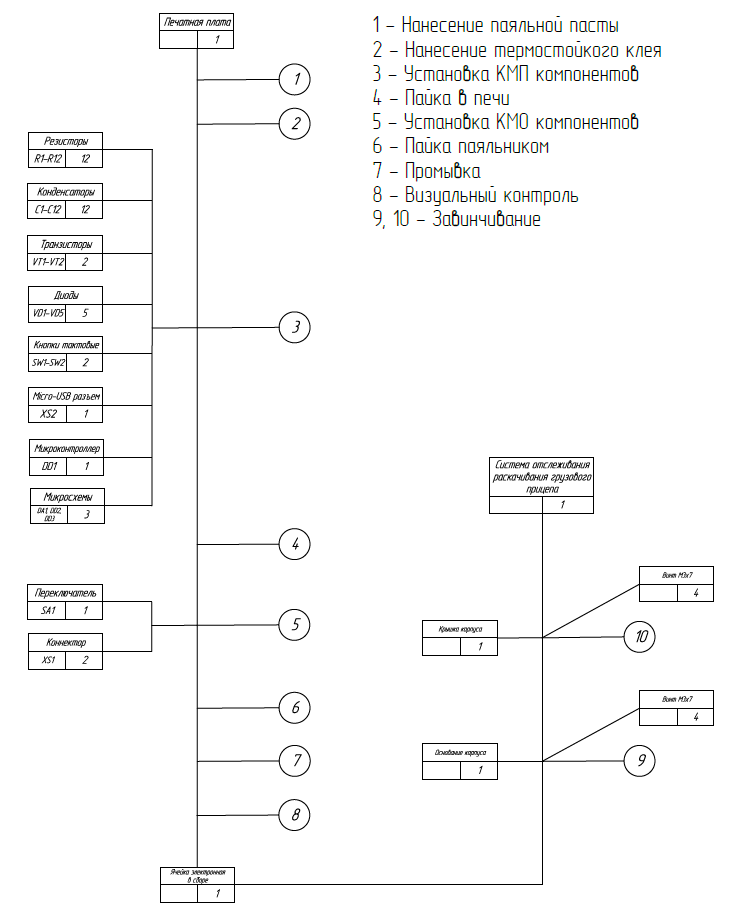 Печатная плата
1
1 – Нанесение паяльной пасты
2 – Нанесение термостойкого клея
3 – Установка КМП компонентов
4 – Пайка в печи
5 – Установка КМО компонентов
6 – Пайка паяльником
7 – Промывка
8 – Визуальный контроль
9, 10 – Завинчивание
1
2
Резисторы
R1-R12 12
Конденсаторы
C1-C12 12
Транзисторы
VT1-VT2 2
Диоды
VD1-VD5 5
3
Кнопки тактовые
SW1-SW2 2
Micro-USB разъем
XS2 1
Микроконтроллер
DD1 1
Микросхемы
DA1, DD2,
DD3
3
Система отслеживания
раскачивания грузового
прицепа
1
4
Переключатель
SA1 1
Коннектор
XS1 2
5
Винт М3х7
4
Крышка корпуса
1
10
6
Винт М3х7
4
Основание корпуса
1
9
7
8
Ячейка электронная
в сборе
1